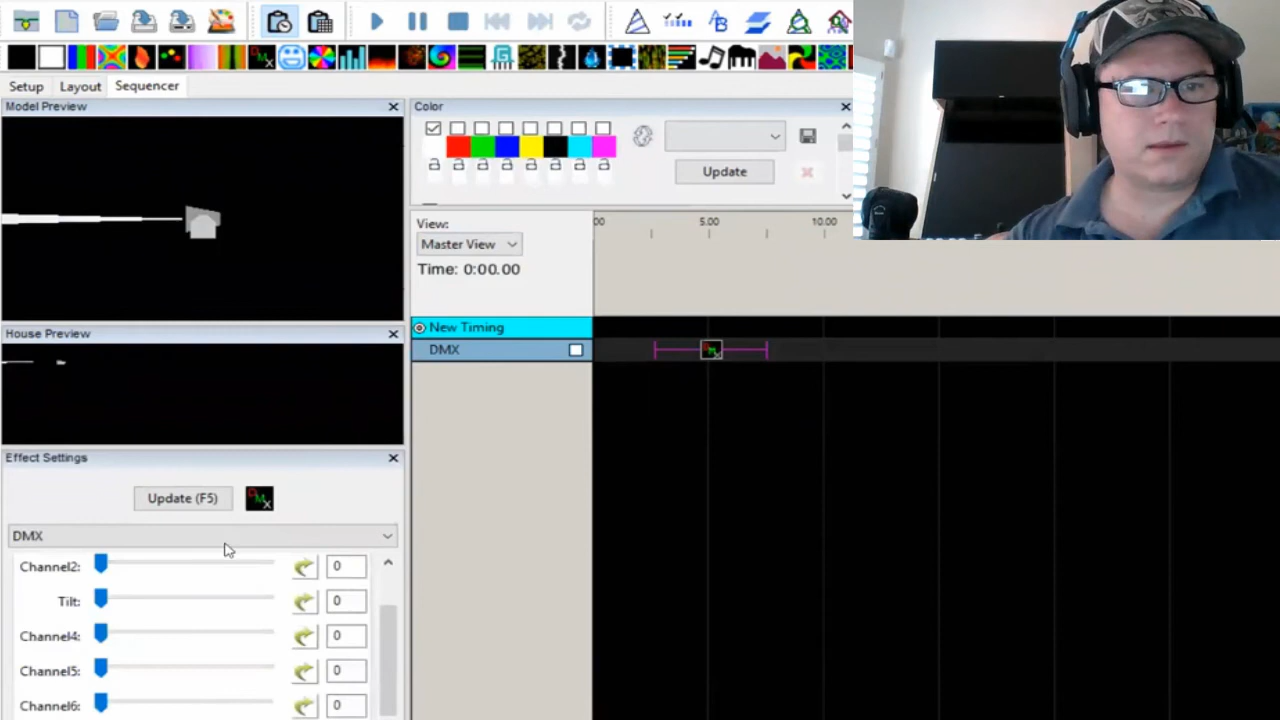 Setup Layout Sequencer
Model Preview
Color
Update
View:
Master View
Time: 0:00.00
00 5.00 10.00
New Timing
DMX
House Preview
Effect Settings
Update (F5)
DMX
Channel2: 0
Tilt: 0
Channel4: 0
Channel5: 0
Channel6: 0